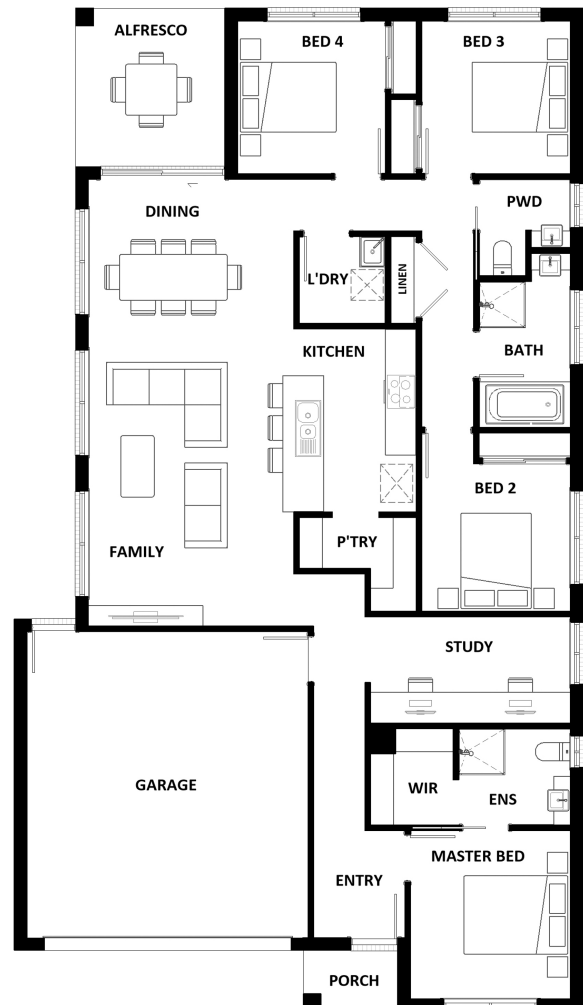 ALFRESCO
BED 4
BED 3
DINING
PWD
L'DRY
LINEN
KITCHEN
BATH
BED 2
P'TRY
FAMILY
STUDY
GARAGE
WIR
ENS
MASTER BED
ENTRY
PORCH